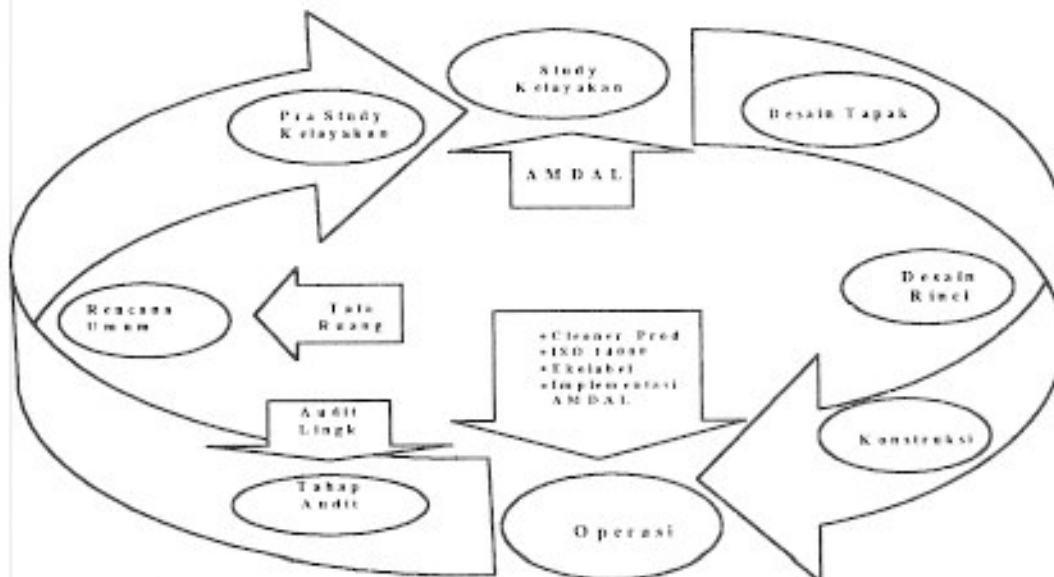 Study
Kelayakan
Pra Study
Kelayakan
Desain Tapak
AMDAL
Desain
Rinci
Rencana
Umum
Tata
Ruang
•Cleaner Prod
•ISO 14000
•Ekolabel
•Implementasi
AMDAL
Audit
Lingk
Konstruksi
Tahap
Audit
Operasi